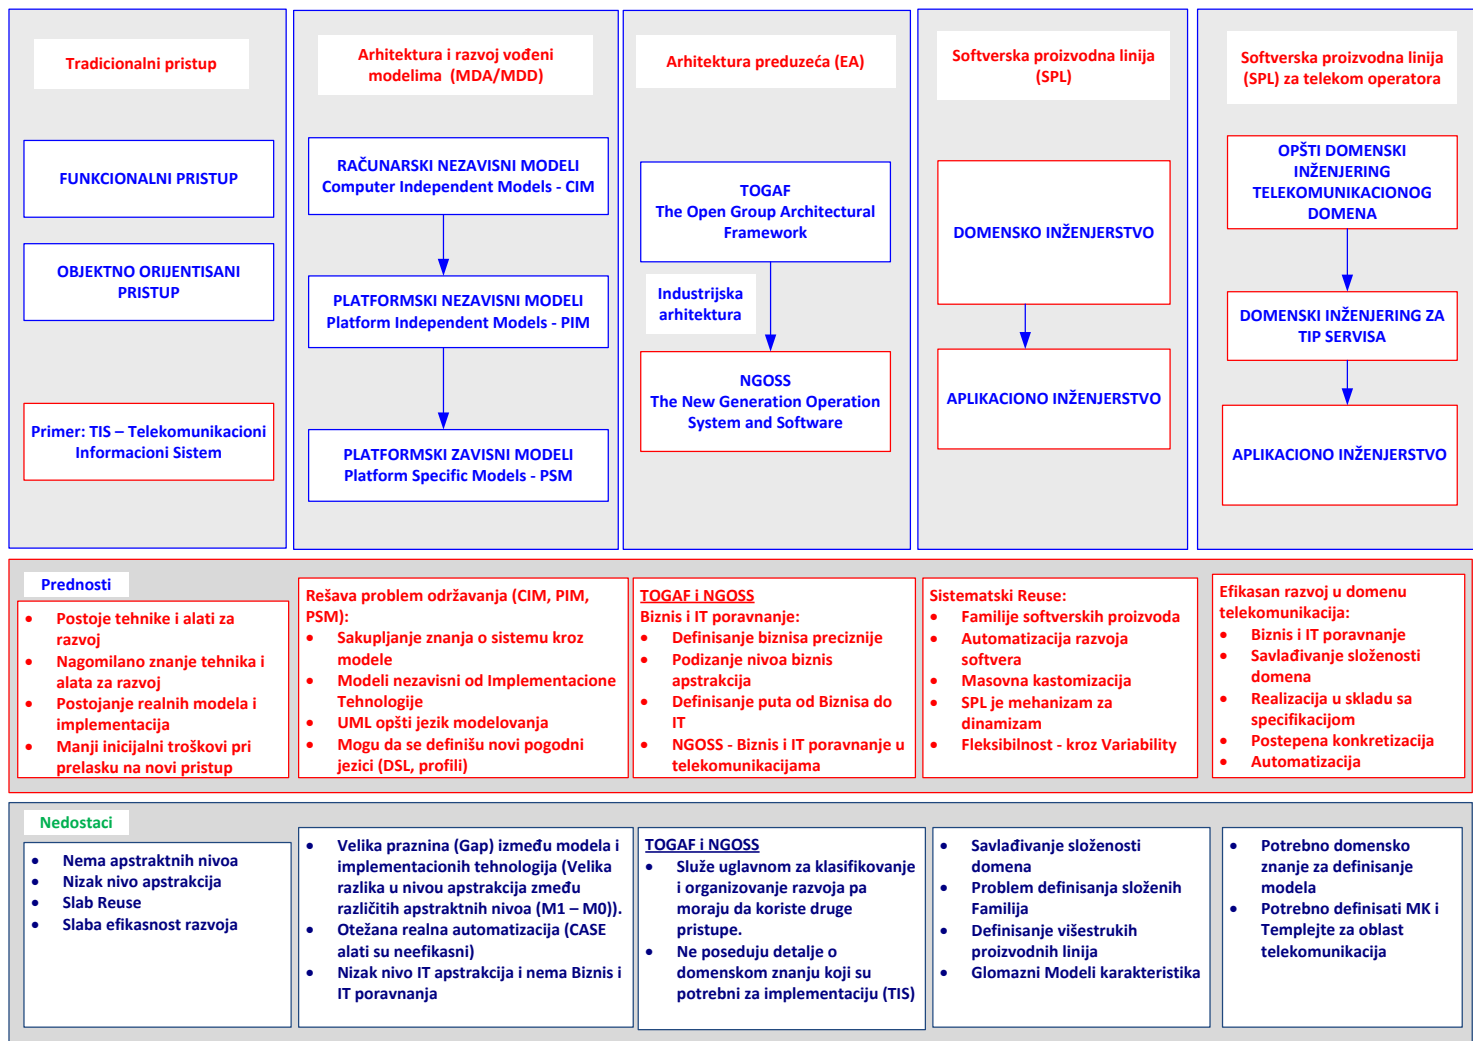 Tradicionalni pristup
FUNKCIONALNI PRISTUP
OBJEKTNO ORIJENTISANI
PRISTUP
Primer: TIS – Telekomunikacioni
Informacioni Sistem
Arhitektura i razvoj vođeni
modelima  (MDA/MDD)
RAČUNARSKI NEZAVISNI MODELI
Computer Independent Models - CIM
PLATFORMSKI NEZAVISNI MODELI
Platform Independent Models - PIM
PLATFORMSKI ZAVISNI MODELI
Platform Specific Models - PSM
Arhitektura preduzeća (EA)
TOGAF
The Open Group Architectural
Framework
Industrijska
arhitektura
NGOSS
The New Generation Operation
System and Software
Softverska proizvodna linija
(SPL)
DOMENSKO INŽENJERSTVO
APLIKACIONO INŽENJERSTVO
Softverska proizvodna linija
(SPL) za telekom operatora
OPŠTI DOMENSKI
INŽENJERING
TELEKOMUNIKACIONOG
DOMENA
DOMENSKI INŽENJERING ZA
TIP SERVISA
APLIKACIONO INŽENJERSTVO
Prednosti
• Postoje tehnike i alati za
razvoj
• Nagomilano znanje tehnika i
alata za razvoj
• Postojanje realnih modela i
implementacija
• Manji inicijalni troškovi pri
prelasku na novi pristup
Rešava problem održavanja (CIM, PIM,
PSM):
• Sakupljanje znanja o sistemu kroz
modele
• Modeli nezavisni od Implementacione
Tehnologije
• UML opšti jezik modelovanja
• Mogu da se definišu novi pogodni
jezici (DSL, profili)
TOGAF i NGOSS
Biznis i IT poravnanje:
• Definisanje biznisa preciznije
• Podizanje nivoa biznis
apstrakcija
• Definisanje puta od Biznisa do
IT
• NGOSS - Biznis i IT poravnanje u
telekomunikacijama
Sistematski Reuse:
• Familije softverskih proizvoda
• Automatizacija razvoja
softvera
• Masovna kastomizacija
• SPL je mehanizam za
dinamizam
• Fleksibilnost - kroz Variability
Efikasan razvoj u domenu
telekomunikacija:
• Biznis i IT poravnanje
• Savlađivanje složenosti
domena
• Realizacija u skladu sa
specifikacijom
• Postepena konkretizacija
• Automatizacija
Nedostaci
• Nema apstraktnih nivoa
• Nizak nivo apstrakcija
• Slab Reuse
• Slaba efikasnost razvoja
• Velika praznina (Gap) između modela i
implementacionih tehnologija (Velika
razlika u nivou apstrakcija zmeđu
različitih apstraktnih nivoa (M1 – M0)).
• Otežana realna automatizacija (CASE
alati su neefikasni)
• Nizak nivo IT apstrakcija i nema Biznis i
IT poravnanja
TOGAF i NGOSS
• Služe uglavnom za klasifikovanje
i organizovanje razvoja pa
moraju da koriste druge
pristupe.
• Ne poseduju detalje o
domenskom znanju koji su
potrebni za implementaciju (TIS)
• Savlađivanje složenosti
domena
• Problem definisanja složenih
Familija
• Definisanje višestrukih
proizvodnih linija
• Glomazni Modeli karakteristika
• Potrebno domensko
znanje za definisanje
modela
• Potrebno definisati MK i
Templejte za oblast
telekomunikacija